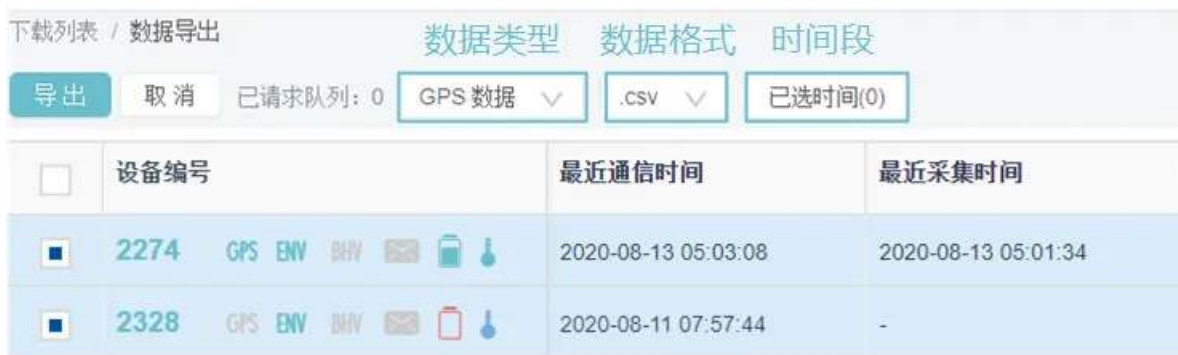 下载列表 / 数据导出
数据类型 数据格式 时间段
导出 取消 已请求队列：0 GPS 数据 .csv 已选时间(0)
设备编号 最近通信时间 最近采集时间
2274 GPS ENV BHV 2020-08-13 05:03:08 2020-08-13 05:01:34
2328 GPS ENV BHV 2020-08-11 07:57:44 -